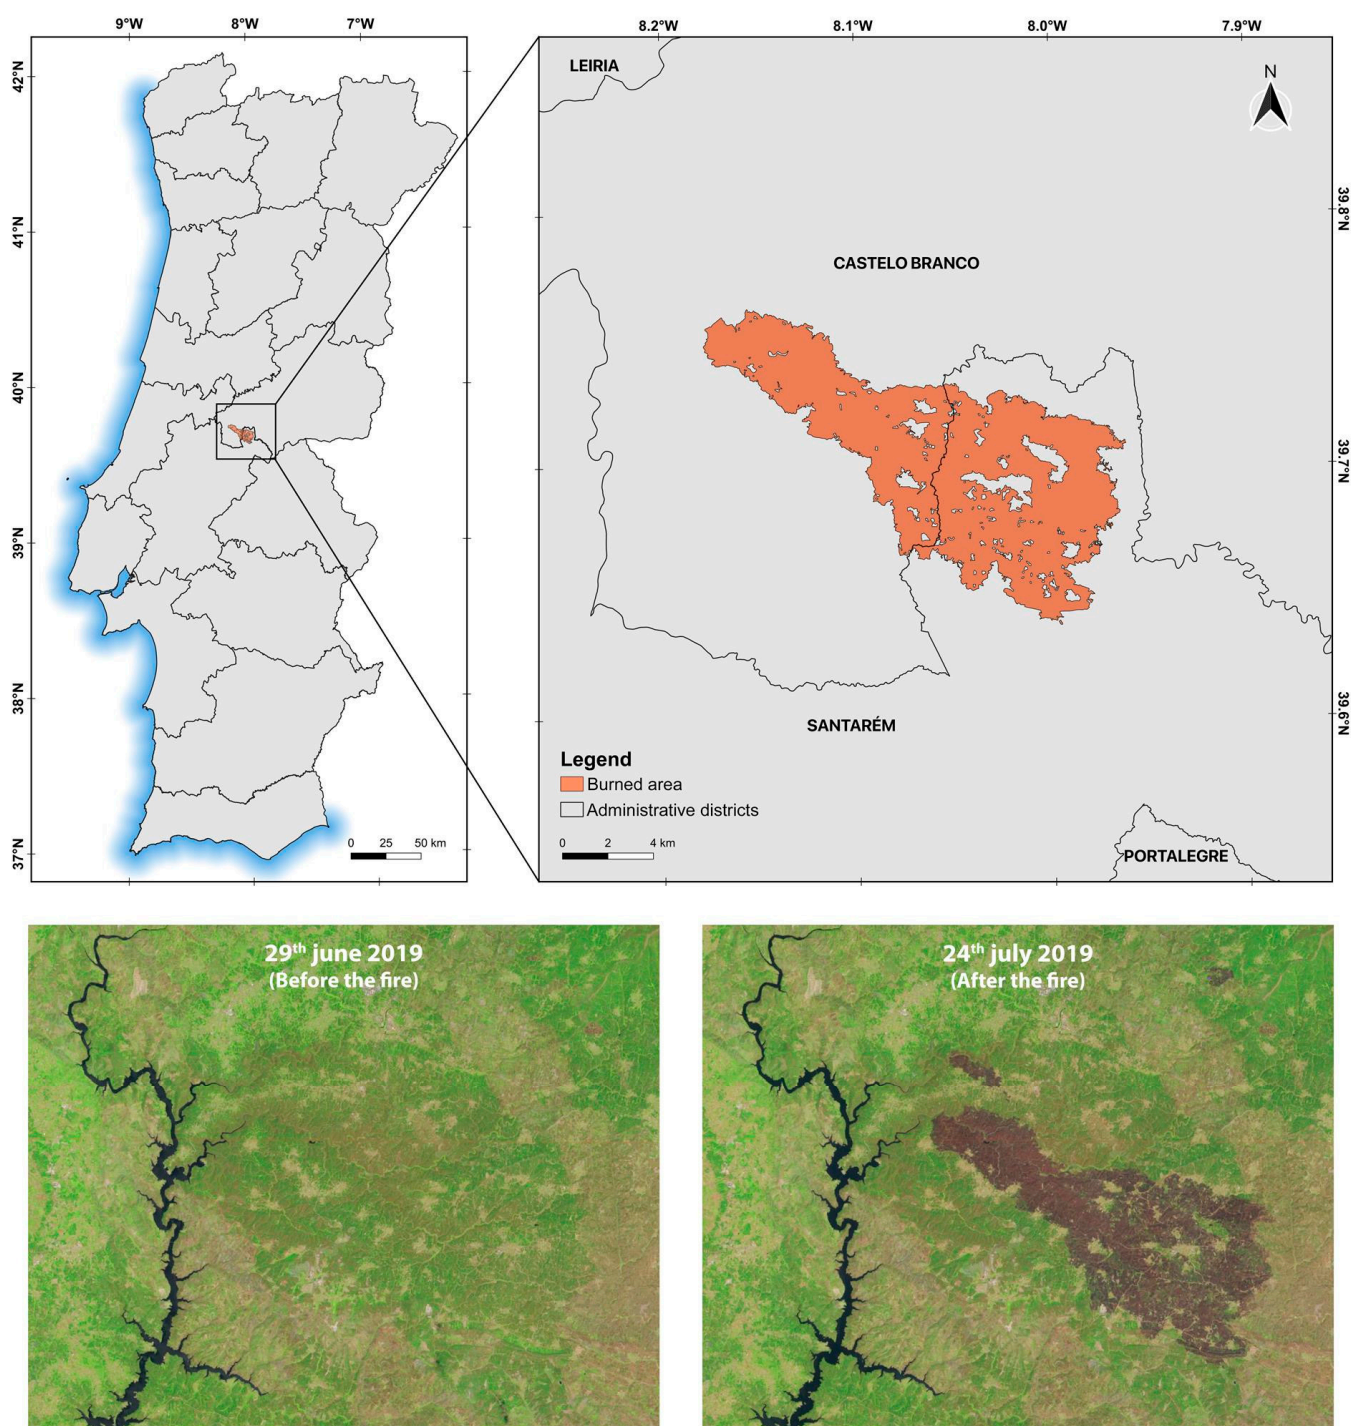 9°W 8°W 7°W
8.2°W 8.1°W 8.0°W 7.9°W
42°N
41°N
40°N
39°N
38°N
37°N
LEIRIA
N
39.8°N
CASTELO BRANCO
39.7°N
39.6°N
SANTARÉM
PORTALEGRE
Legend
Burned area
Administrative districts
0 25 50 km
0 2 4 km
29th june 2019
(Before the fire)
24th july 2019
(After the fire)